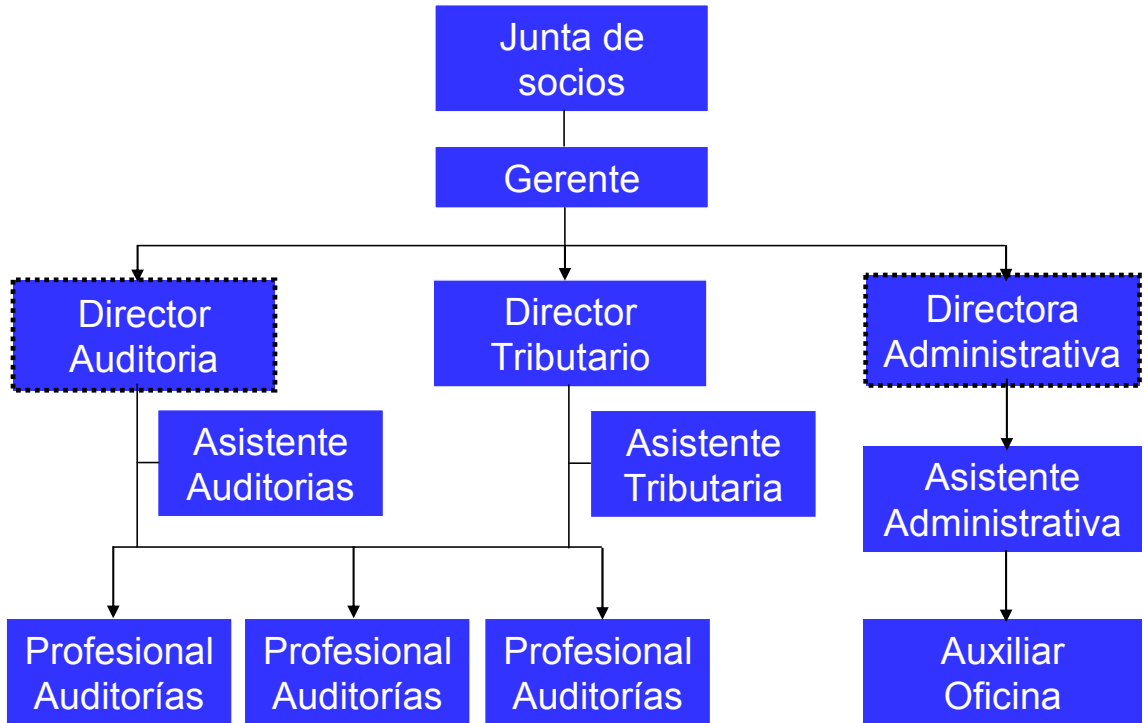 Junta de
socios
Gerente
Director
Auditoria
Director
Tributario
Directora
Administrativa
Asistente
Auditorias
Asistente
Tributaria
Asistente
Administrativa
Profesional
Auditorías
Profesional
Auditorías
Profesional
Auditorías
Auxiliar
Oficina